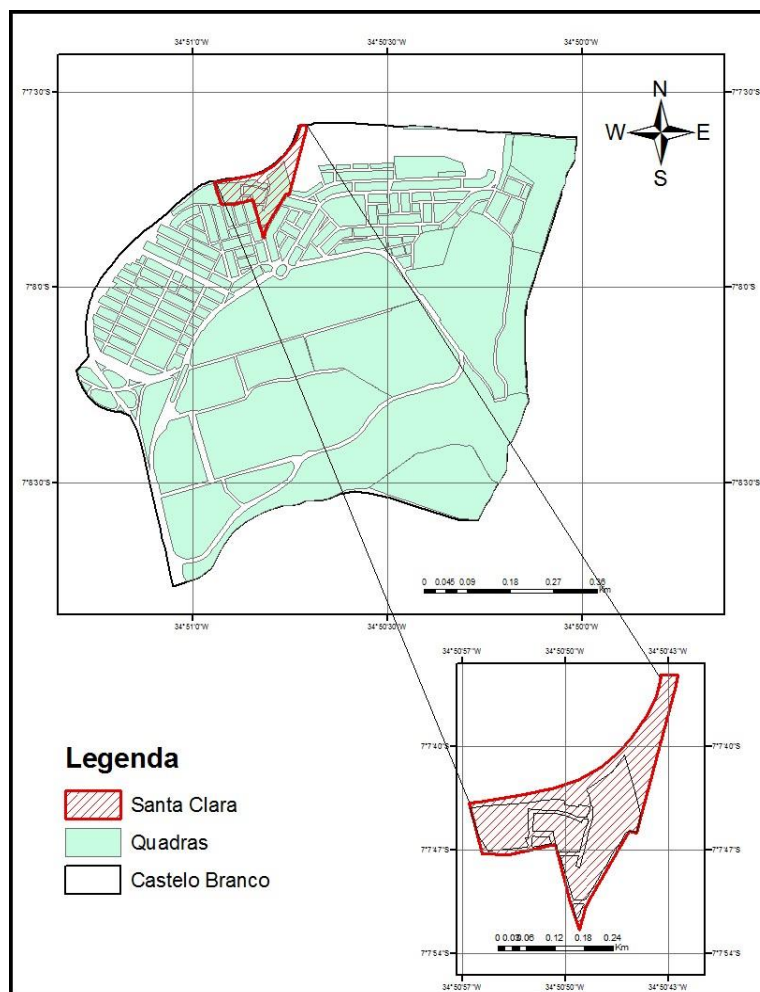 34°51'0"W 34°50'30"W 34°50'0"W
7°7'30"S 7°7'30"S
N
W E
S
7°8'0"S 7°8'0"S
7°8'30"S 7°8'30"S
0 0.045 0.09 0.18 0.27 0.36
Km
34°51'0"W 34°50'30"W 34°50'0"W
34°50'57"W 34°50'50"W 34°50'43"W
7°7'40"S 7°7'40"S
Legenda
Santa Clara
Quadras
Castelo Branco
7°7'47"S 7°7'47"S
0 0.03 0.06 0.12 0.18 0.24
Km
7°7'54"S 7°7'54"S
34°50'57"W 34°50'50"W 34°50'43"W